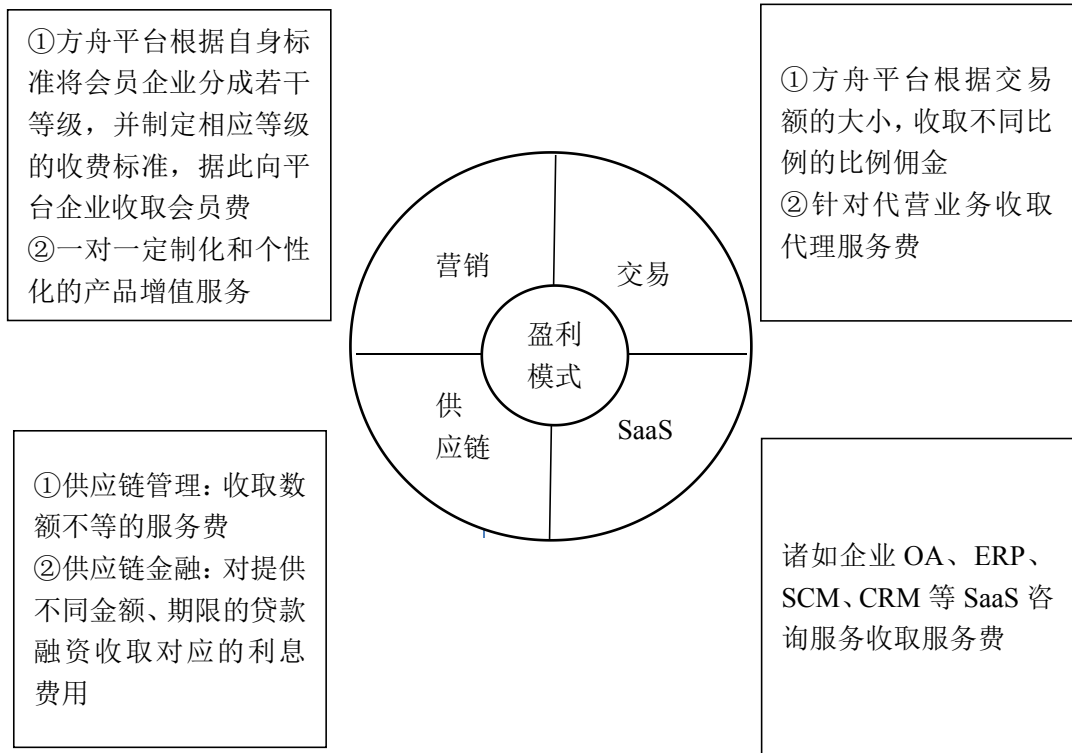 ①方舟平台根据自身标
准将会员企业分成若干
等级，并制定相应等级
的收费标准，据此向平
台企业收取会员费
②一对一定制化和个性
化的产品增值服务
①方舟平台根据交易
额的大小，收取不同比
例的比例佣金
②针对代营业务收取
代理服务费
营销
交易
盈利
模式
供
应链
SaaS
①供应链管理：收取数
额不等的服务费
②供应链金融：对提供
不同金额、期限的贷款
融资收取对应的利息
费用
诸如企业 OA、ERP、
SCM、CRM 等 SaaS 咨
询服务收取服务费